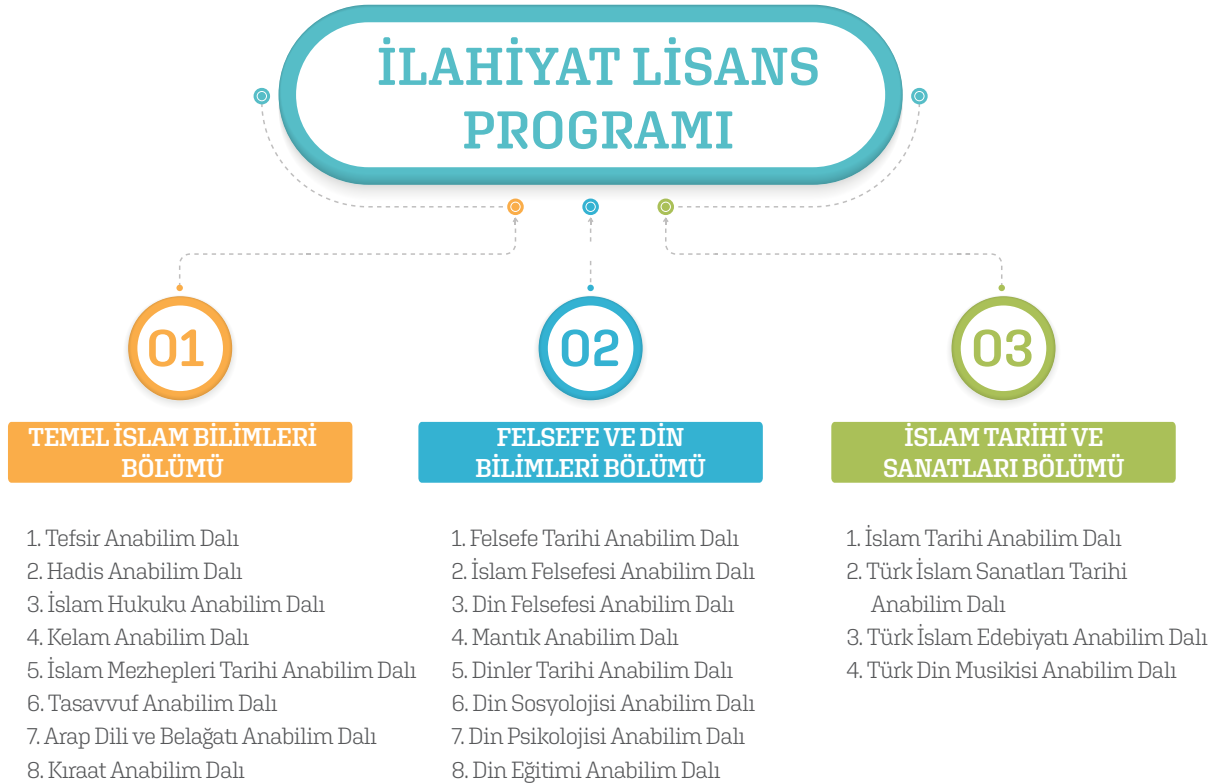 İLAHİYAT LİSANS
PROGRAMI
01
TEMEL İSLAM BİLİMLERİ
BÖLÜMÜ
1. Tefsir Anabilim Dalı
2. Hadis Anabilim Dalı
3. İslam Hukuku Anabilim Dalı
4. Kelam Anabilim Dalı
5. İslam Mezhepleri Tarihi Anabilim Dalı
6. Tasavvuf Anabilim Dalı
7. Arap Dili ve Belağatı Anabilim Dalı
8. Kıraat Anabilim Dalı
02
FELSEFE VE DİN
BİLİMLERİ BÖLÜMÜ
1. Felsefe Tarihi Anabilim Dalı
2. İslam Felsefesi Anabilim Dalı
3. Din Felsefesi Anabilim Dalı
4. Mantık Anabilim Dalı
5. Dinler Tarihi Anabilim Dalı
6. Din Sosyolojisi Anabilim Dalı
7. Din Psikolojisi Anabilim Dalı
8. Din Eğitimi Anabilim Dalı
03
İSLAM TARİHİ VE
SANATLARI BÖLÜMÜ
1. İslam Tarihi Anabilim Dalı
2. Türk İslam Sanatları Tarihi
Anabilim Dalı
3. Türk İslam Edebiyatı Anabilim Dalı
4. Türk Din Musikisi Anabilim Dalı